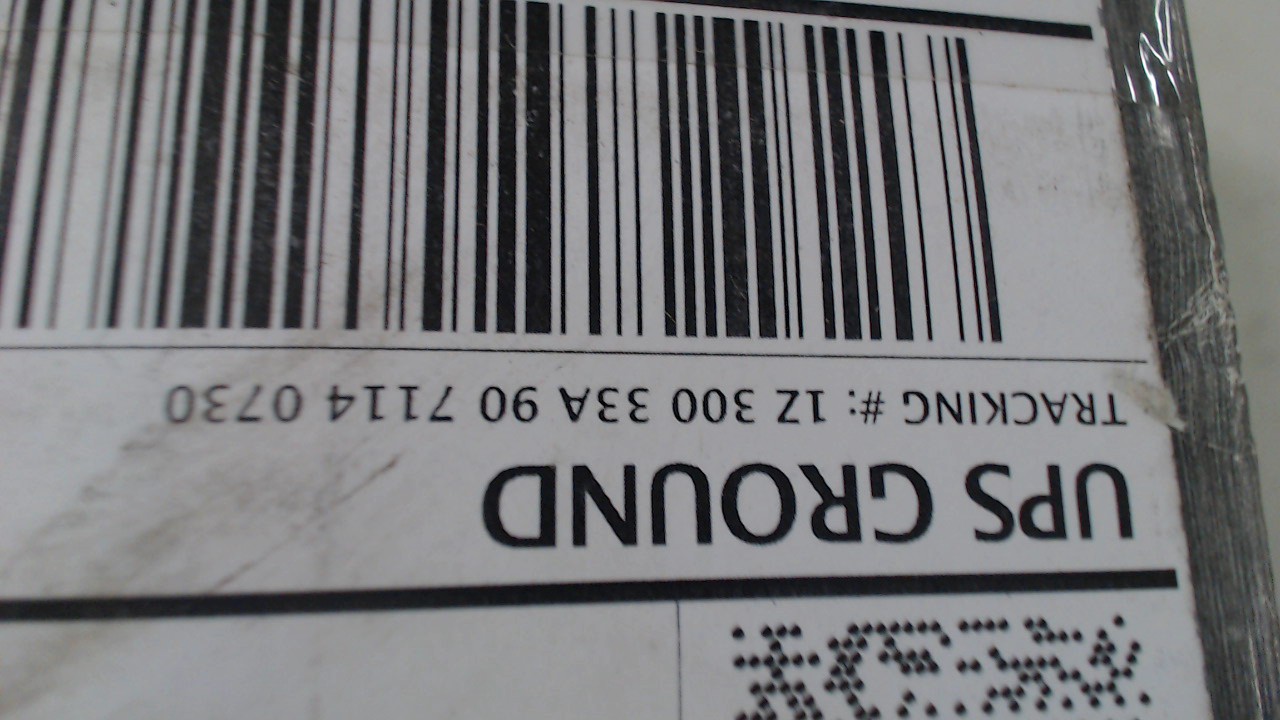 UPS GROUND
TRACKING #: 1Z 300 33A 90 7114 0730